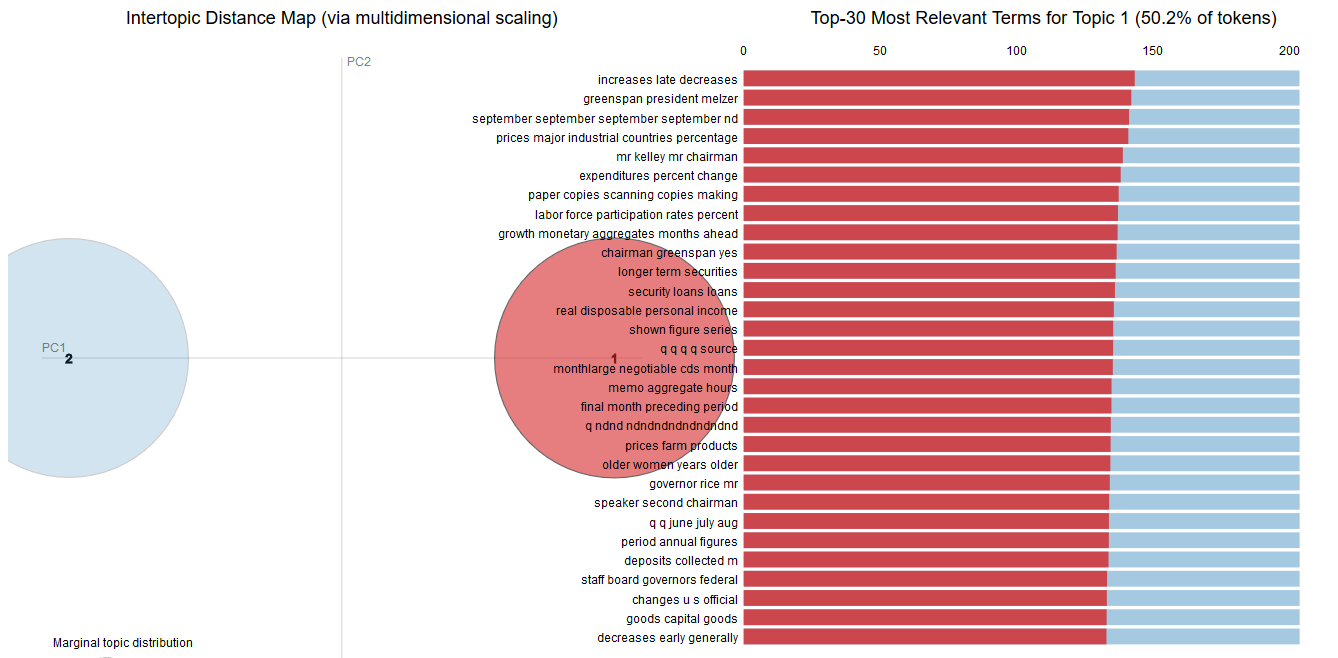 Intertopic Distance Map (via multidimensional scaling)
PC2
PC1
2
1
Marginal topic distribution
Top-30 Most Relevant Terms for Topic 1 (50.2% of tokens)
0 50 100 150 200
increases late decreases
greenspan president melzer
september september september september nd
prices major industrial countries percentage
mr kelley mr chairman
expenditures percent change
paper copies scanning copies making
labor force participation rates percent
growth monetary aggregates months ahead
chairman greenspan yes
longer term securities
security loans loans
real disposable personal income
shown figure series
q q q q source
monthlarge negotiable cds month
memo aggregate hours
final month preceding period
q ndnd ndndndndndndndnd
prices farm products
older women years older
governor rice mr
speaker second chairman
q q june july aug
period annual figures
deposits collected m
staff board governors federal
changes u s official
goods capital goods
decreases early generally